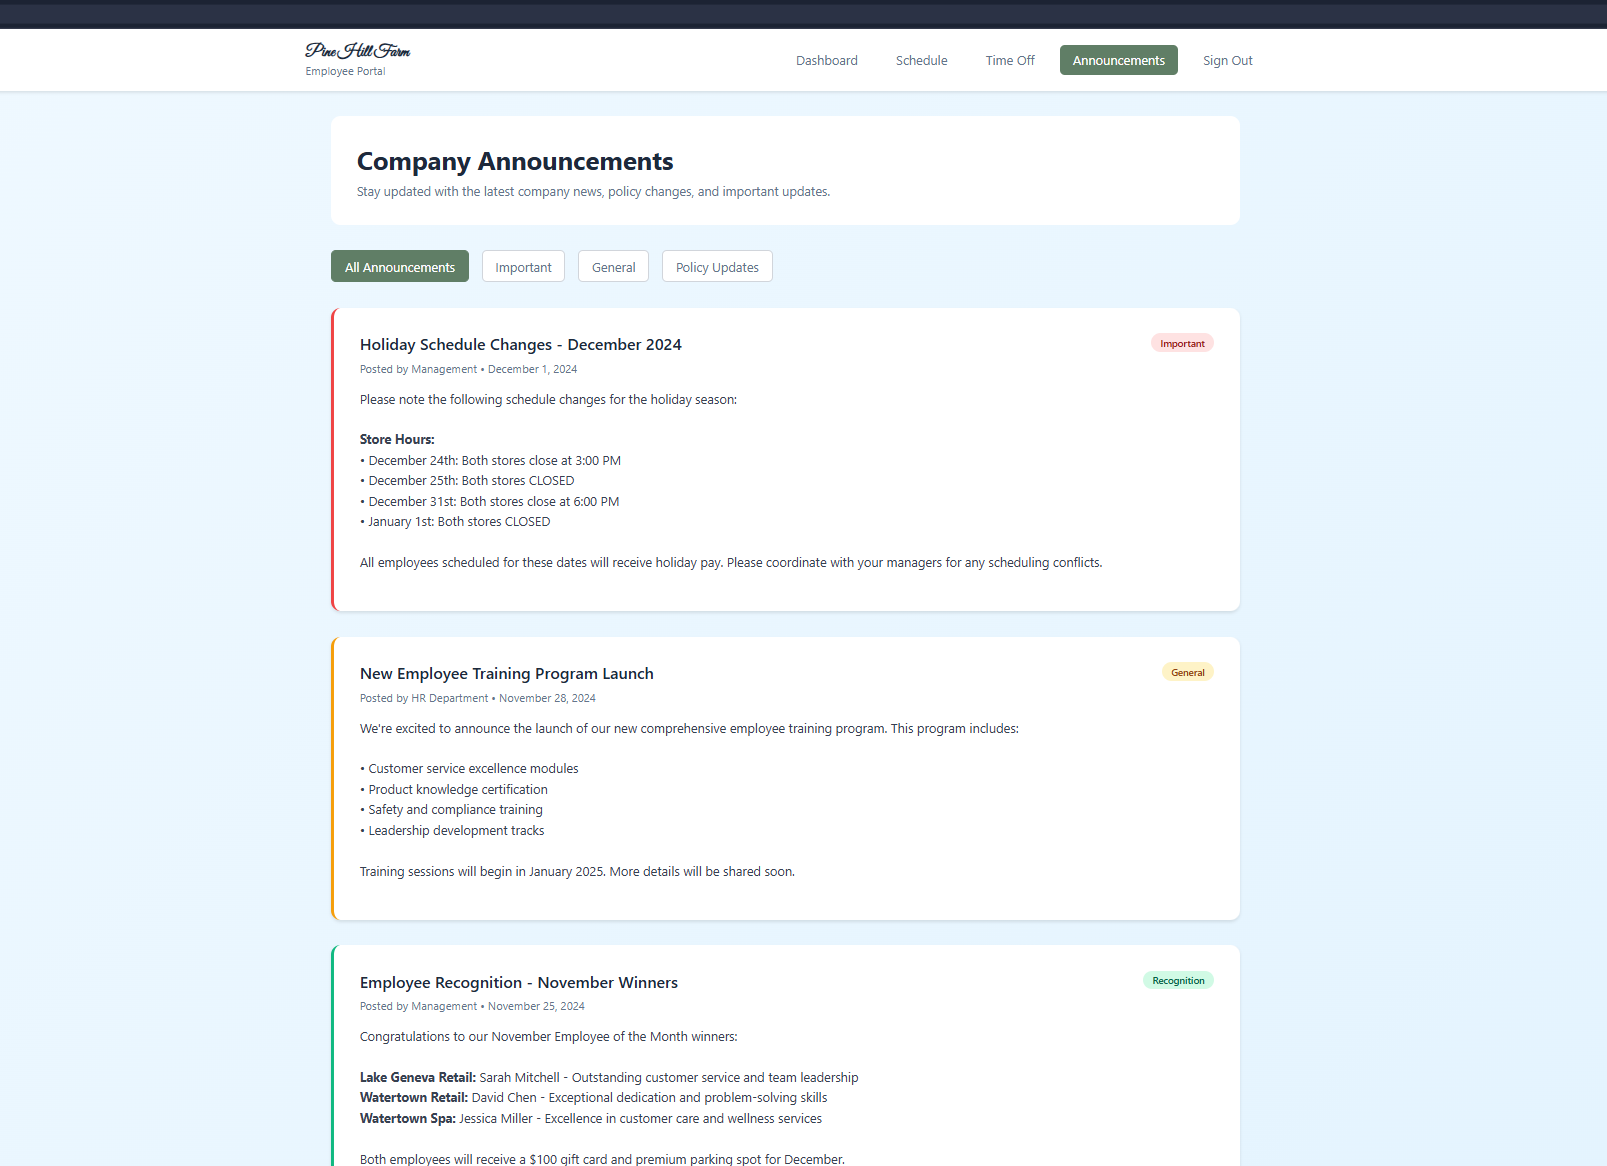 Pine Hill Farm
Employee Portal
Dashboard
Schedule
Time Off
Announcements
Sign Out
Company Announcements
Stay updated with the latest company news, policy changes, and important updates.
All Announcements
Important
General
Policy Updates
Holiday Schedule Changes - December 2024
Important
Posted by Management • December 1, 2024
Please note the following schedule changes for the holiday season:
Store Hours:
• December 24th: Both stores close at 3:00 PM
• December 25th: Both stores CLOSED
• December 31st: Both stores close at 6:00 PM
• January 1st: Both stores CLOSED
All employees scheduled for these dates will receive holiday pay. Please coordinate with your managers for any scheduling conflicts.
New Employee Training Program Launch
General
Posted by HR Department • November 28, 2024
We're excited to announce the launch of our new comprehensive employee training program. This program includes:
• Customer service excellence modules
• Product knowledge certification
• Safety and compliance training
• Leadership development tracks
Training sessions will begin in January 2025. More details will be shared soon.
Employee Recognition - November Winners
Recognition
Posted by Management • November 25, 2024
Congratulations to our November Employee of the Month winners:
Lake Geneva Retail: Sarah Mitchell - Outstanding customer service and team leadership
Watertown Retail: David Chen - Exceptional dedication and problem-solving skills
Watertown Spa: Jessica Miller - Excellence in customer care and wellness services
Both employees will receive a $100 gift card and premium parking spot for December.